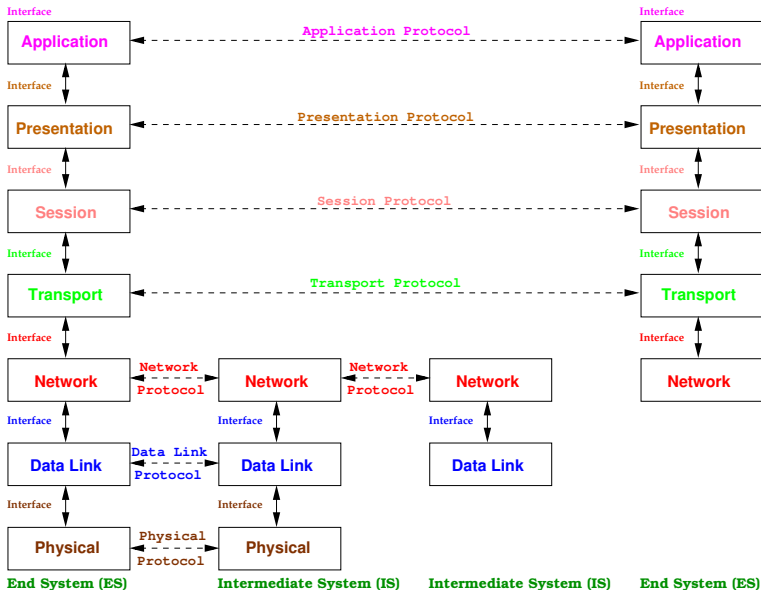 Interface
Interface
Application
Application Protocol
Application
Interface
Interface
Presentation
Presentation Protocol
Presentation
Interface
Interface
Session
Session Protocol
Session
Interface
Interface
Transport
Transport Protocol
Transport
Interface
Interface
Network
Network
Protocol
Network
Network
Protocol
Network
Network
Interface
Interface
Interface
Data Link
Data Link
Protocol
Data Link
Data Link
Interface
Interface
Physical
Physical
Protocol
Physical
End System (ES)
Intermediate System (IS)
Intermediate System (IS)
End System (ES)